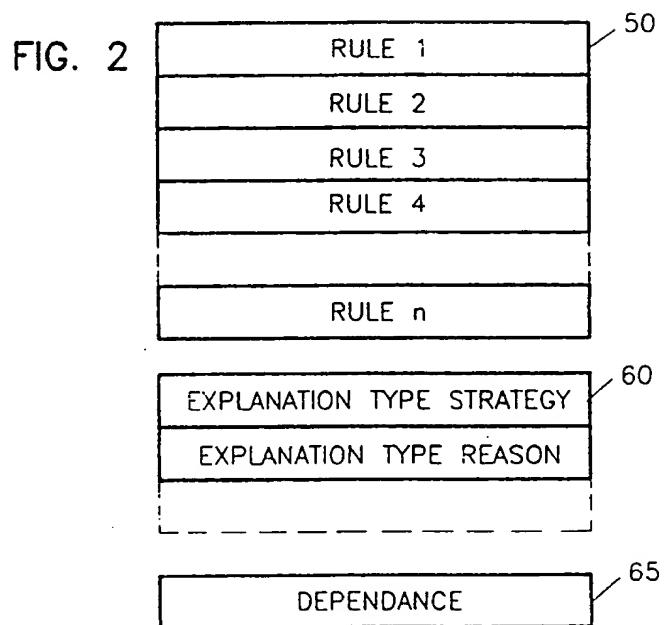 FIG. 2
50
RULE 1
RULE 2
RULE 3
RULE 4
RULE n
60
EXPLANATION TYPE STRATEGY
EXPLANATION TYPE REASON
65
DEPENDANCE